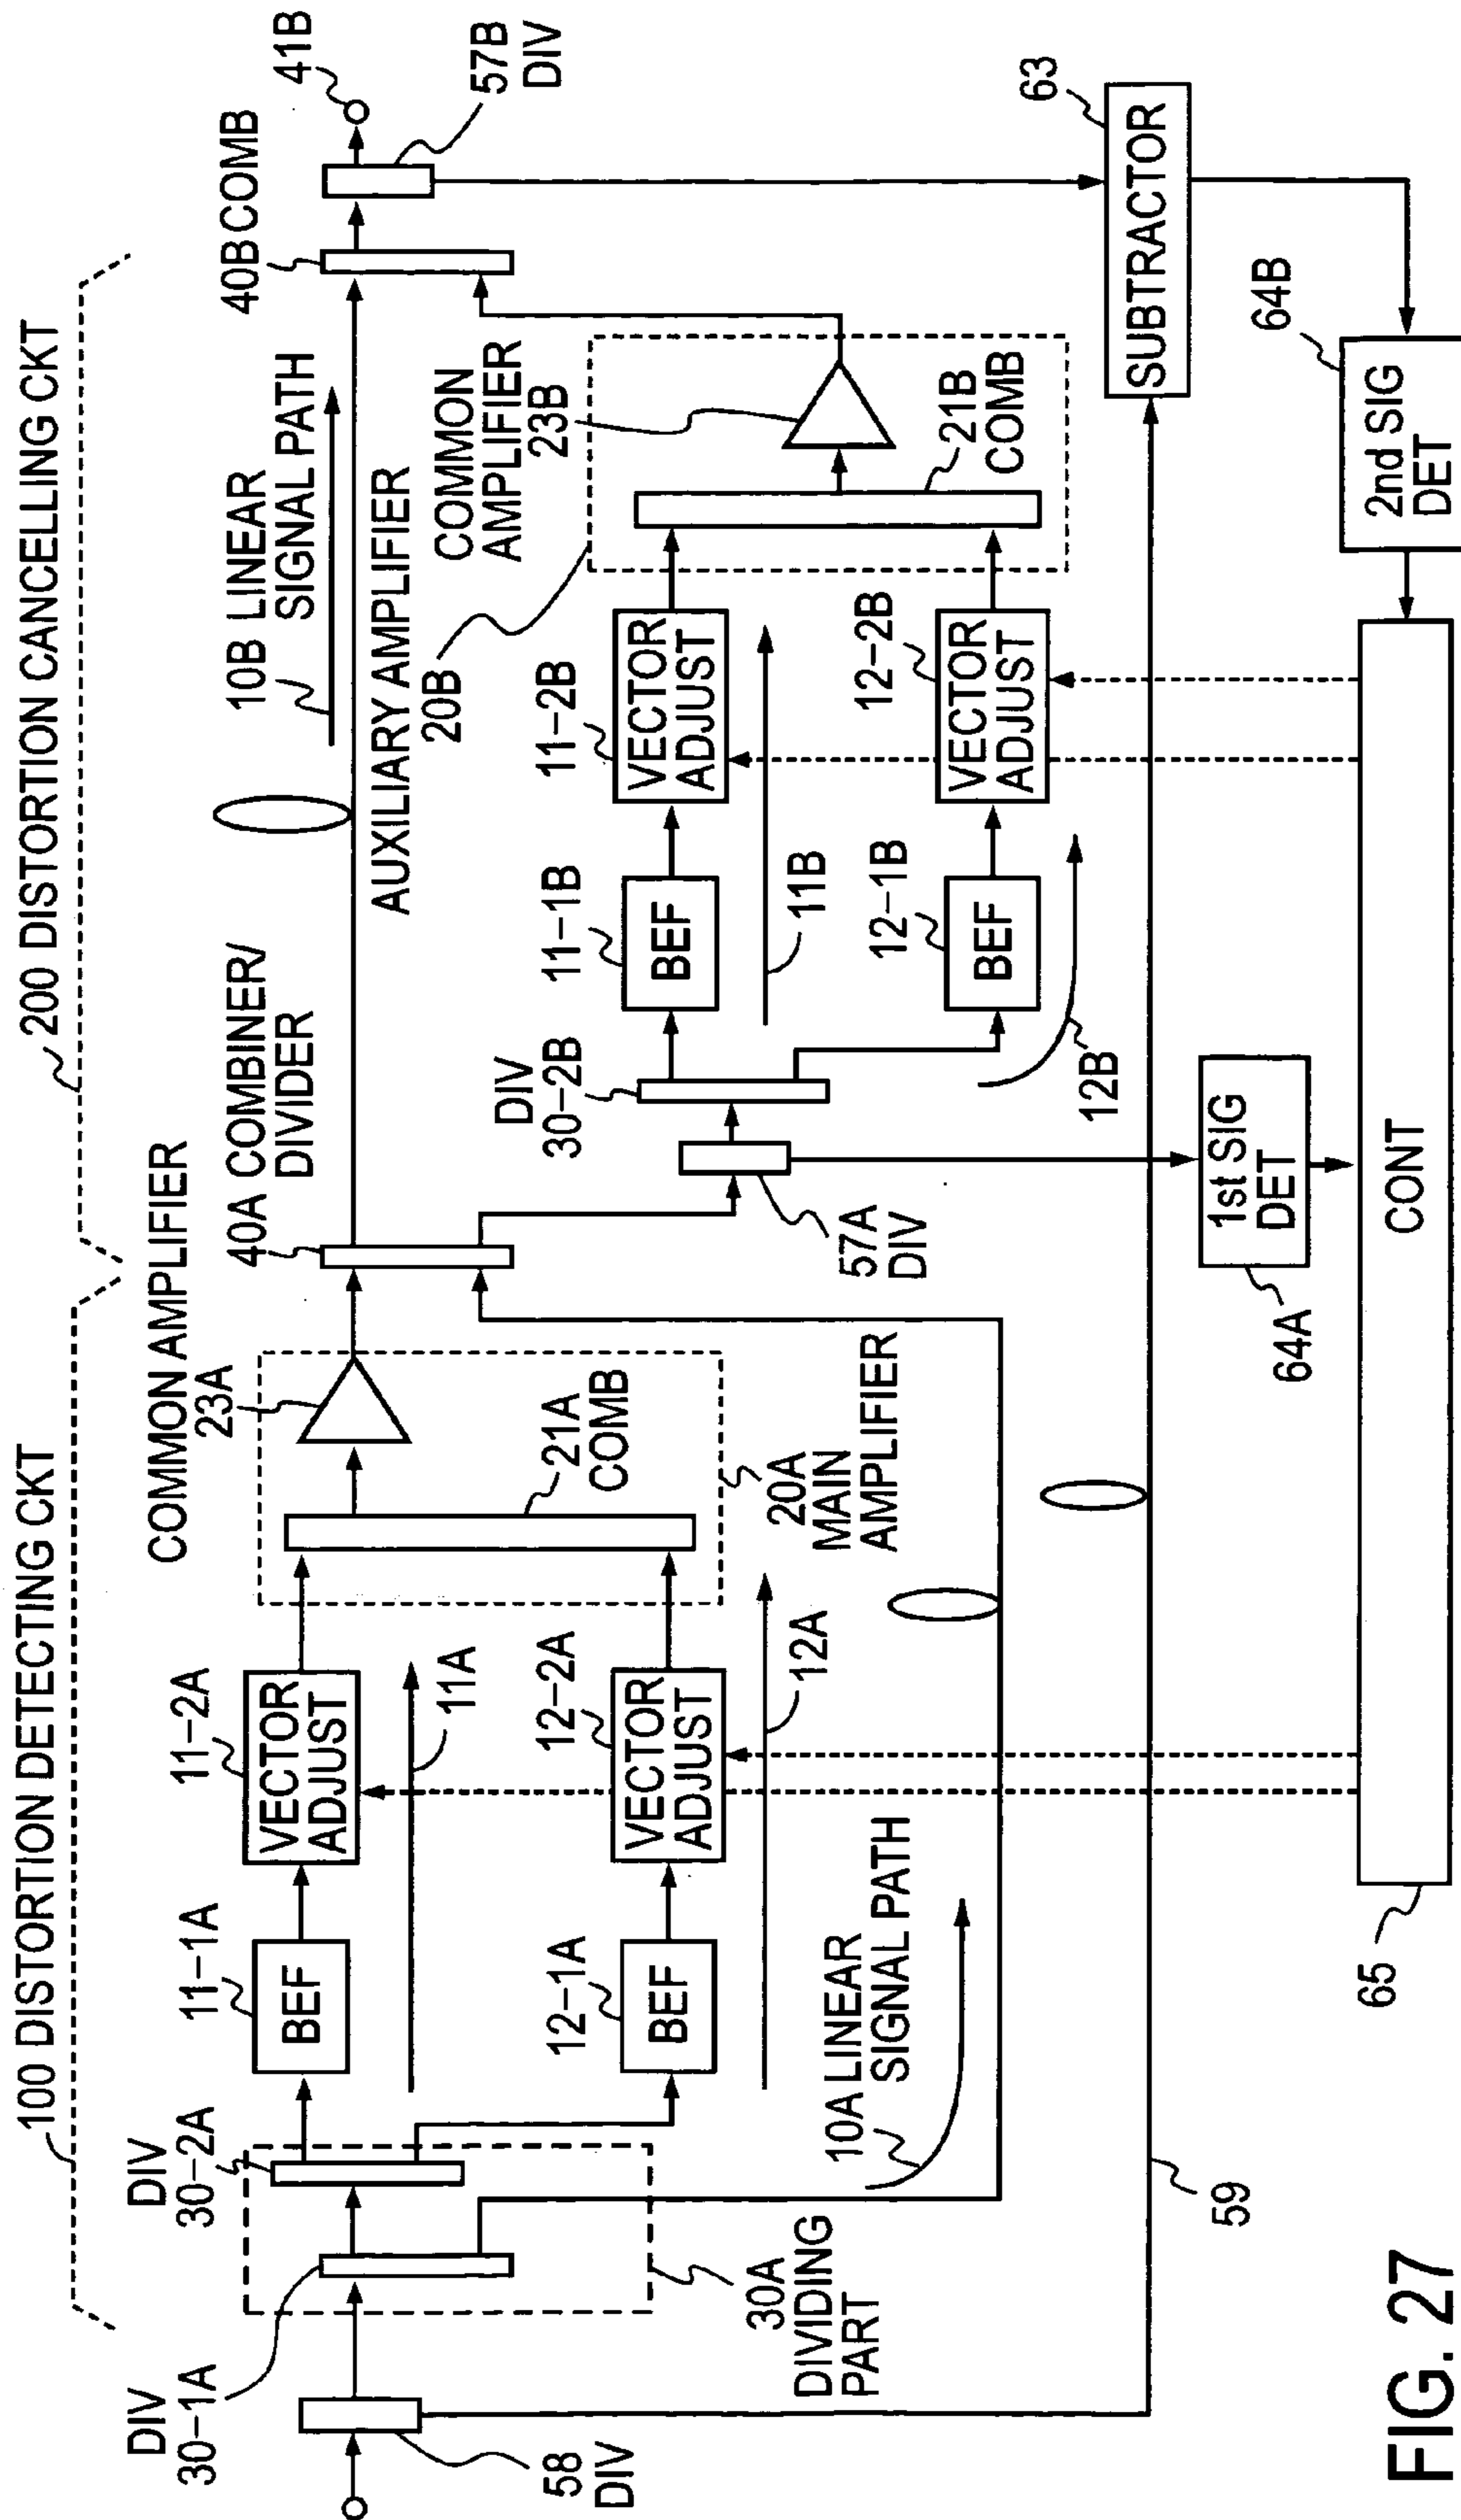 100 DISTORTION DETECTING CKT
200 DISTORTION CANCELLING CKT
DIV
30-1A
DIV
30-2A
11-1A
BEF
11-2A
VECTOR
ADJUST
COMMON AMPLIFIER
23A
40A COMBINER/
DIVIDER
10B LINEAR
SIGNAL PATH
40B COMB
41B
57B
DIV
58
DIV
11A
21A
COMB
AUXILIARY AMPLIFIER
20B
COMMON
AMPLIFIER
23B
12-1A
BEF
12-2A
VECTOR
ADJUST
20A
MAIN
AMPLIFIER
DIV
30-2B
11-1B
BEF
11-2B
VECTOR
ADJUST
30A
DIVIDING
PART
12A
57A
DIV
11B
21B
COMB
10A LINEAR
SIGNAL PATH
12-1B
BEF
12-2B
VECTOR
ADJUST
12B
63
SUBTRACTOR
59
64A
1st SIG
DET
64B
2nd SIG
DET
65
CONT
FIG. 27